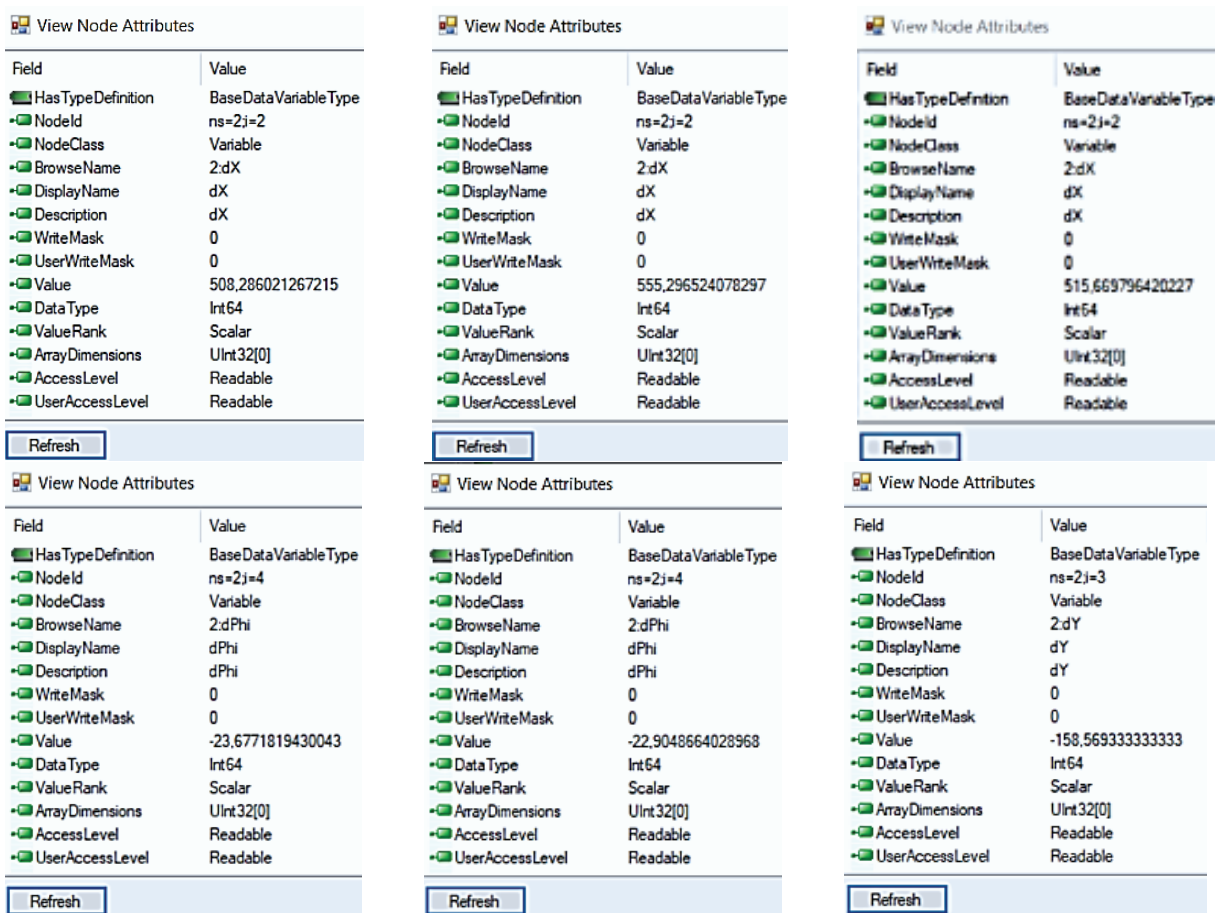 View Node Attributes
Field Value
HasTypeDefinition BaseDataVariableType
NodeId ns=2;i=2
NodeClass Variable
BrowseName 2:dX
DisplayName dX
Description dX
WriteMask 0
UserWriteMask 0
Value 508,286021267215
DataType Int64
ValueRank Scalar
ArrayDimensions UInt32[0]
AccessLevel Readable
UserAccessLevel Readable
Refresh
View Node Attributes
Field Value
HasTypeDefinition BaseDataVariableType
NodeId ns=2;i=2
NodeClass Variable
BrowseName 2:dX
DisplayName dX
Description dX
WriteMask 0
UserWriteMask 0
Value 555,296524078297
DataType Int64
ValueRank Scalar
ArrayDimensions UInt32[0]
AccessLevel Readable
UserAccessLevel Readable
Refresh
View Node Attributes
Field Value
HasTypeDefinition BaseDataVariableType
NodeId ns=2;i=2
NodeClass Variable
BrowseName 2:dX
DisplayName dX
Description dX
WriteMask 0
UserWriteMask 0
Value 515,669796420227
DataType Int64
ValueRank Scalar
ArrayDimensions UInt32[0]
AccessLevel Readable
UserAccessLevel Readable
Refresh
View Node Attributes
Field Value
HasTypeDefinition BaseDataVariableType
NodeId ns=2;i=4
NodeClass Variable
BrowseName 2:dPhi
DisplayName dPhi
Description dPhi
WriteMask 0
UserWriteMask 0
Value -23,6771819430043
DataType Int64
ValueRank Scalar
ArrayDimensions UInt32[0]
AccessLevel Readable
UserAccessLevel Readable
Refresh
View Node Attributes
Field Value
HasTypeDefinition BaseDataVariableType
NodeId ns=2;i=4
NodeClass Variable
BrowseName 2:dPhi
DisplayName dPhi
Description dPhi
WriteMask 0
UserWriteMask 0
Value -22,9048664028968
DataType Int64
ValueRank Scalar
ArrayDimensions UInt32[0]
AccessLevel Readable
UserAccessLevel Readable
Refresh
View Node Attributes
Field Value
HasTypeDefinition BaseDataVariableType
NodeId ns=2;i=3
NodeClass Variable
BrowseName 2:dY
DisplayName dY
Description dY
WriteMask 0
UserWriteMask 0
Value -158,569333333333
DataType Int64
ValueRank Scalar
ArrayDimensions UInt32[0]
AccessLevel Readable
UserAccessLevel Readable
Refresh